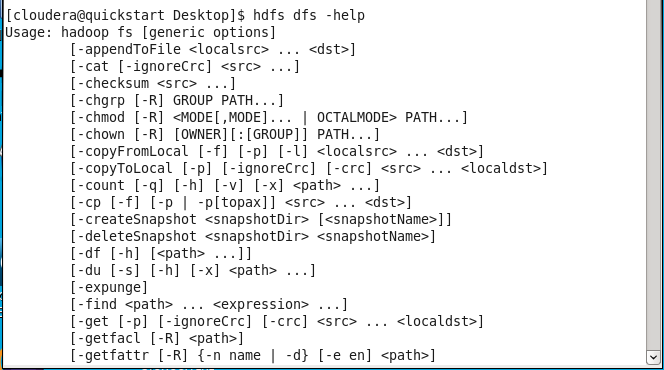 [cloudera@quickstart Desktop]$ hdfs dfs -help
Usage: hadoop fs [generic options]
[-appendToFile <localsrc> ... <dst>]
[-cat [-ignoreCrc] <src> ...]
[-checksum <src> ...]
[-chgrp [-R] GROUP PATH...]
[-chmod [-R] <MODE[,MODE]... | OCTALMODE> PATH...]
[-chown [-R] [OWNER][:[GROUP]] PATH...]
[-copyFromLocal [-f] [-p] [-l] <localsrc> ... <dst>]
[-copyToLocal [-p] [-ignoreCrc] [-crc] <src> ... <localdst>]
[-count [-q] [-h] [-v] [-x] <path> ...]
[-cp [-f] [-p | -p[topax]] <src> ... <dst>]
[-createSnapshot <snapshotDir> [<snapshotName>]]
[-deleteSnapshot <snapshotDir> <snapshotName>]
[-df [-h] [<path> ...]]
[-du [-s] [-h] [-x] <path> ...]
[-expunge]
[-find <path> ... <expression> ...]
[-get [-p] [-ignoreCrc] [-crc] <src> ... <localdst>]
[-getfacl [-R] <path>]
[-getfattr [-R] {-n name | -d} [-e en] <path>]